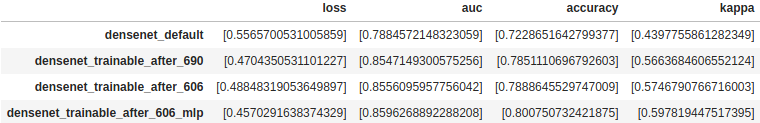 loss auc accuracy kappa
densenet_default [0.5565700531005859] [0.7884572148323059] [0.7228651642799377] [0.4397755861282349]
densenet_trainable_after_690 [0.4704350531101227] [0.8547149300575256] [0.7851110696792603] [0.5663684606552124]
densenet_trainable_after_606 [0.48848319053649897] [0.8556095957756042] [0.7888645529747009] [0.5746790766716003]
densenet_trainable_after_606_mlp [0.4570291638374329] [0.8596268892288208] [0.800750732421875] [0.597819447517395]